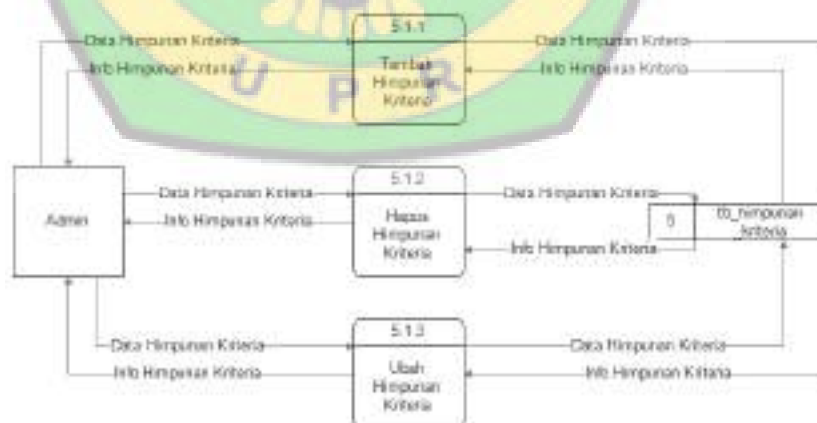 5.1.1
Data Himpunan Kriteria
Data Himpunan Kriteria
Info Himpunan Kriteria
Tambah
Himpunan
Kriteria
Info Himpunan Kriteria
U P R
Admin
5.1.2
Data Himpunan Kriteria
Data Himpunan Kriteria
Info Himpunan Kriteria
Hapus
Himpunan
Kriteria
Info Himpunan Kriteria
tb_himpunan
_kriteria
5.1.3
Data Himpunan Kriteria
Data Himpunan Kriteria
Info Himpunan Kriteria
Ubah
Himpunan
Kriteria
Info Himpunan Kriteria